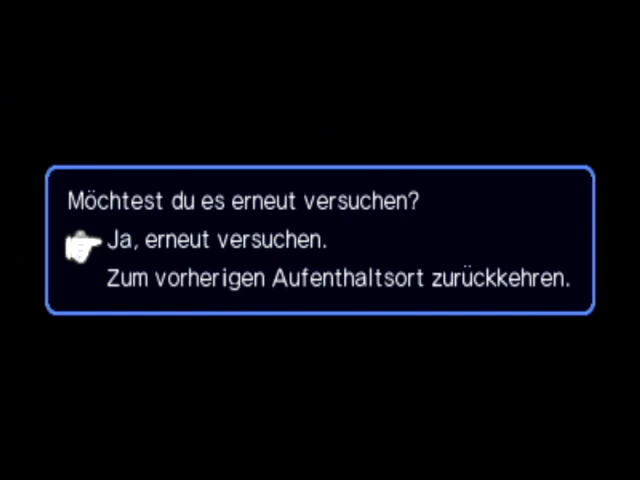 Möchtest du es erneut versuchen?
Ja, erneut versuchen.
Zum vorherigen Aufenthaltsort zurückkehren.